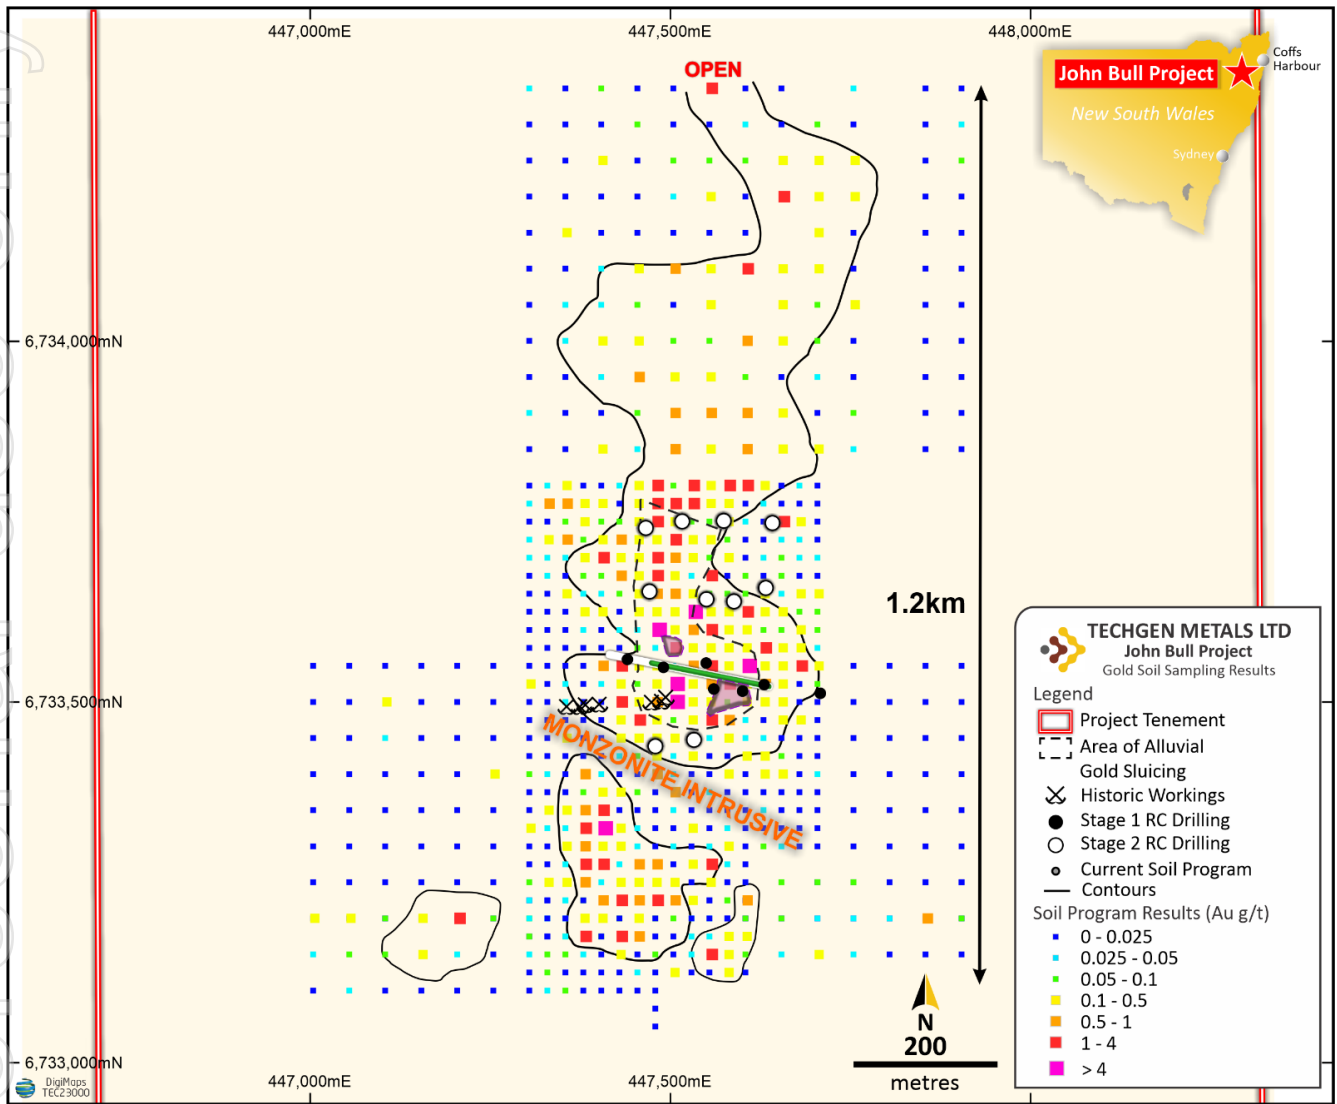 447,000mE
447,500mE
448,000mE
OPEN
Coffs
Harbour
John Bull Project
New South Wales
Sydney
6,734,000mN
1.2km
6,733,500mN
MONZONITE INTRUSIVE
TECHGEN METALS LTD
John Bull Project
Gold Soil Sampling Results
Legend
Project Tenement
Area of Alluvial
Gold Sluicing
Historic Workings
Stage 1 RC Drilling
Stage 2 RC Drilling
Current Soil Program
Contours
Soil Program Results (Au g/t)
0 - 0.025
0.025 - 0.05
0.05 - 0.1
0.1 - 0.5
0.5 - 1
1 - 4
> 4
N
200
metres
6,733,000mN
DigiMaps
TEC23000
447,000mE
447,500mE